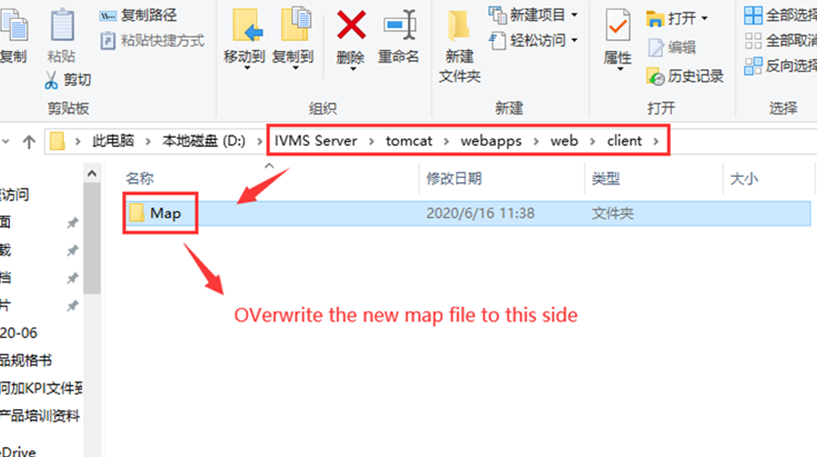 复制
粘贴
复制路径
粘贴快捷方式
剪切
剪贴板
移动到
复制到
删除
重命名
组织
新建
文件夹
新建项目
轻松访问
新建
属性
打开
编辑
历史记录
打开
全部选择
全部取消
反向选择
选择
此电脑 本地磁盘 (D:) IVMS Server tomcat webapps web client
名称 修改日期 类型 大小
Map 2020/6/16 11:38 文件夹
访问
面
载
档
片
20-06
品规格书
何加KPI文件到
产品培训资料
eDrive
OVerwrite the new map file to this side